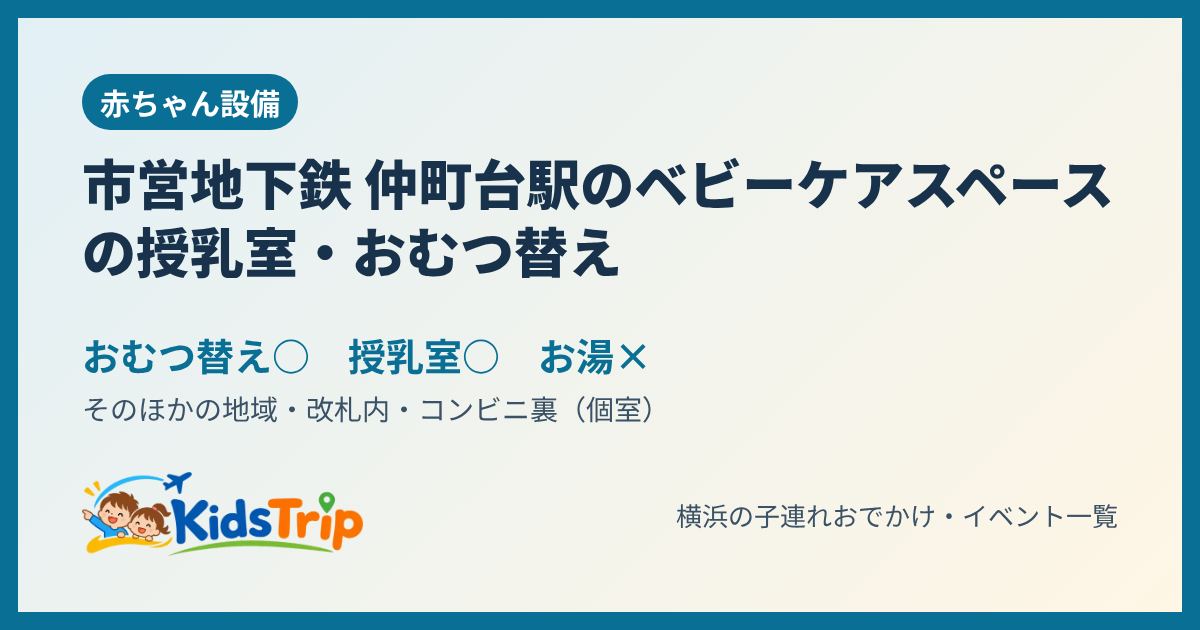 赤ちゃん設備
市営地下鉄 仲町台駅のベビーケアスペース
の授乳室・おむつ替え
おむつ替え○ 授乳室○ お湯×
そのほかの地域・改札内・コンビニ裏（個室）
KidsTrip
横浜の子連れおでかけ・イベント一覧